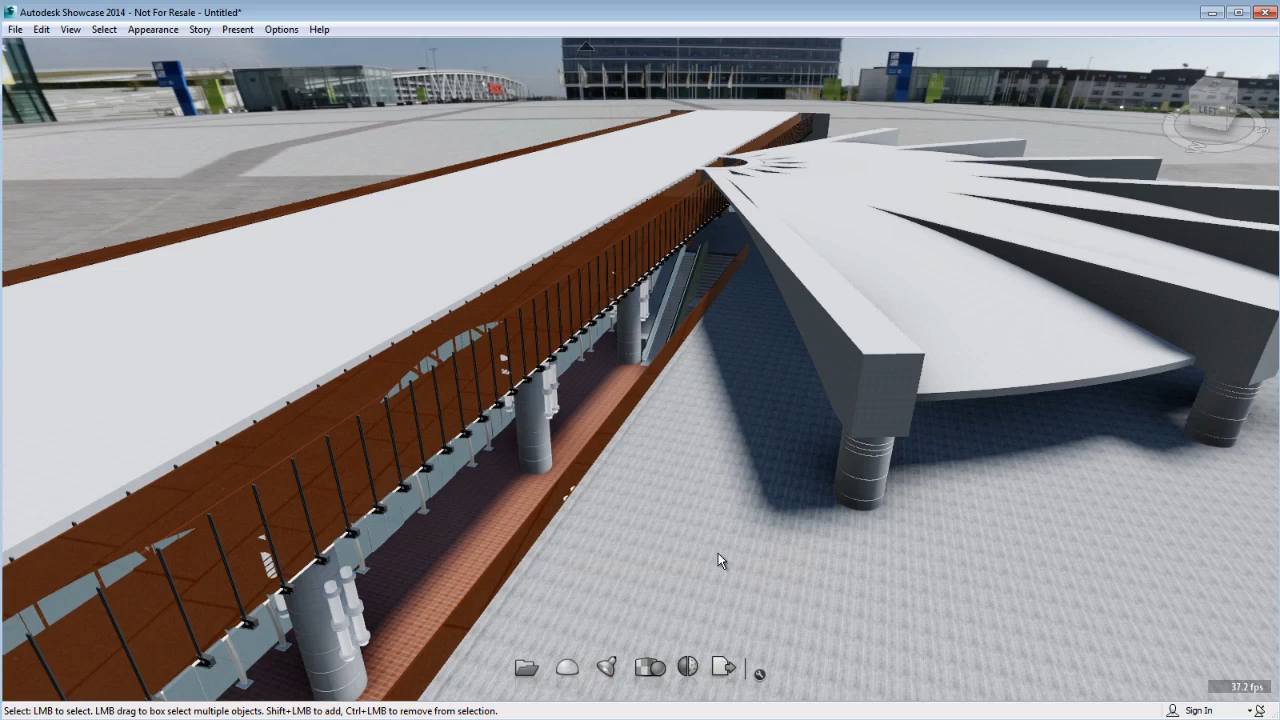 Autodesk Showcase 2014 - Not For Resale - Untitled*
File Edit View Select Appearance Story Present Options Help
LEFT
37.2 fps
Select: LMB to select. LMB drag to box select multiple objects. Shift+LMB to add, Ctrl+LMB to remove from selection.
Sign In